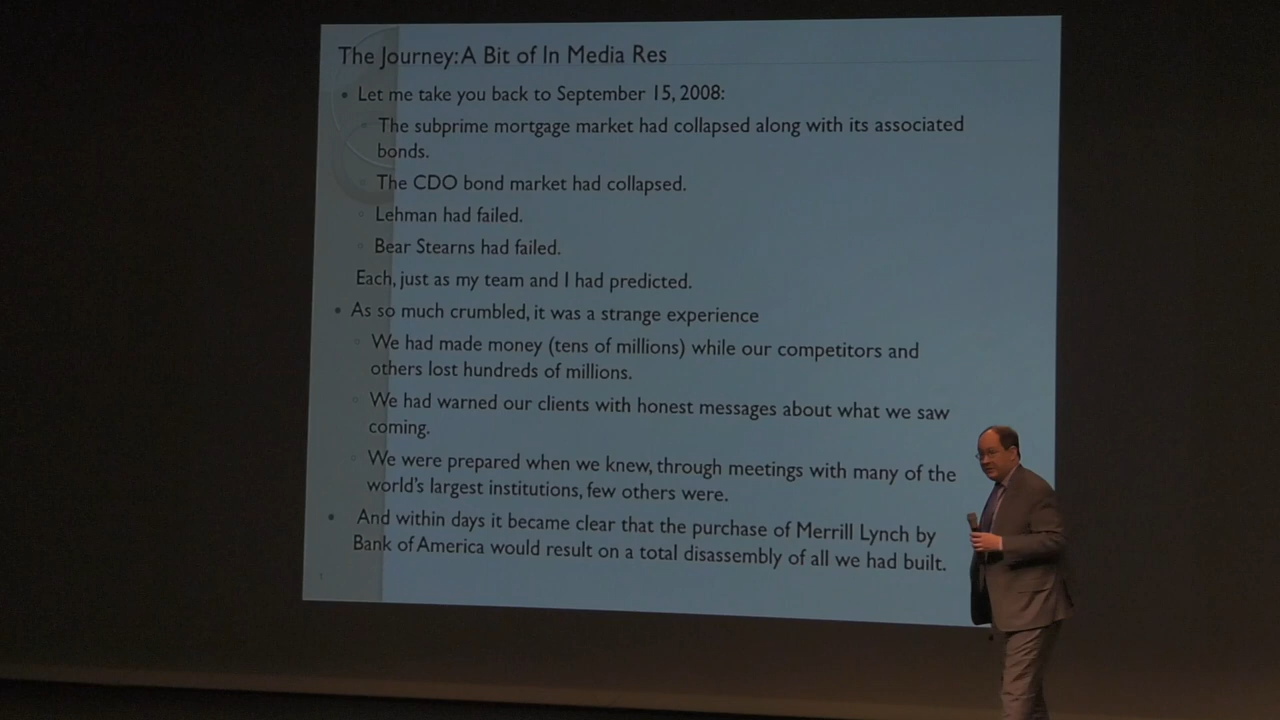 The Journey: A Bit of In Media Res
• Let me take you back to September 15, 2008:
◦ The subprime mortgage market had collapsed along with its associated
bonds.
◦ The CDO bond market had collapsed.
◦ Lehman had failed.
◦ Bear Stearns had failed.
Each, just as my team and I had predicted.
• As so much crumbled, it was a strange experience
◦ We had made money (tens of millions) while our competitors and
others lost hundreds of millions.
◦ We had warned our clients with honest messages about what we saw
coming.
◦ We were prepared when we knew, through meetings with many of the
world's largest institutions, few others were.
• And within days it became clear that the purchase of Merrill Lynch by
Bank of America would result on a total disassembly of all we had built.